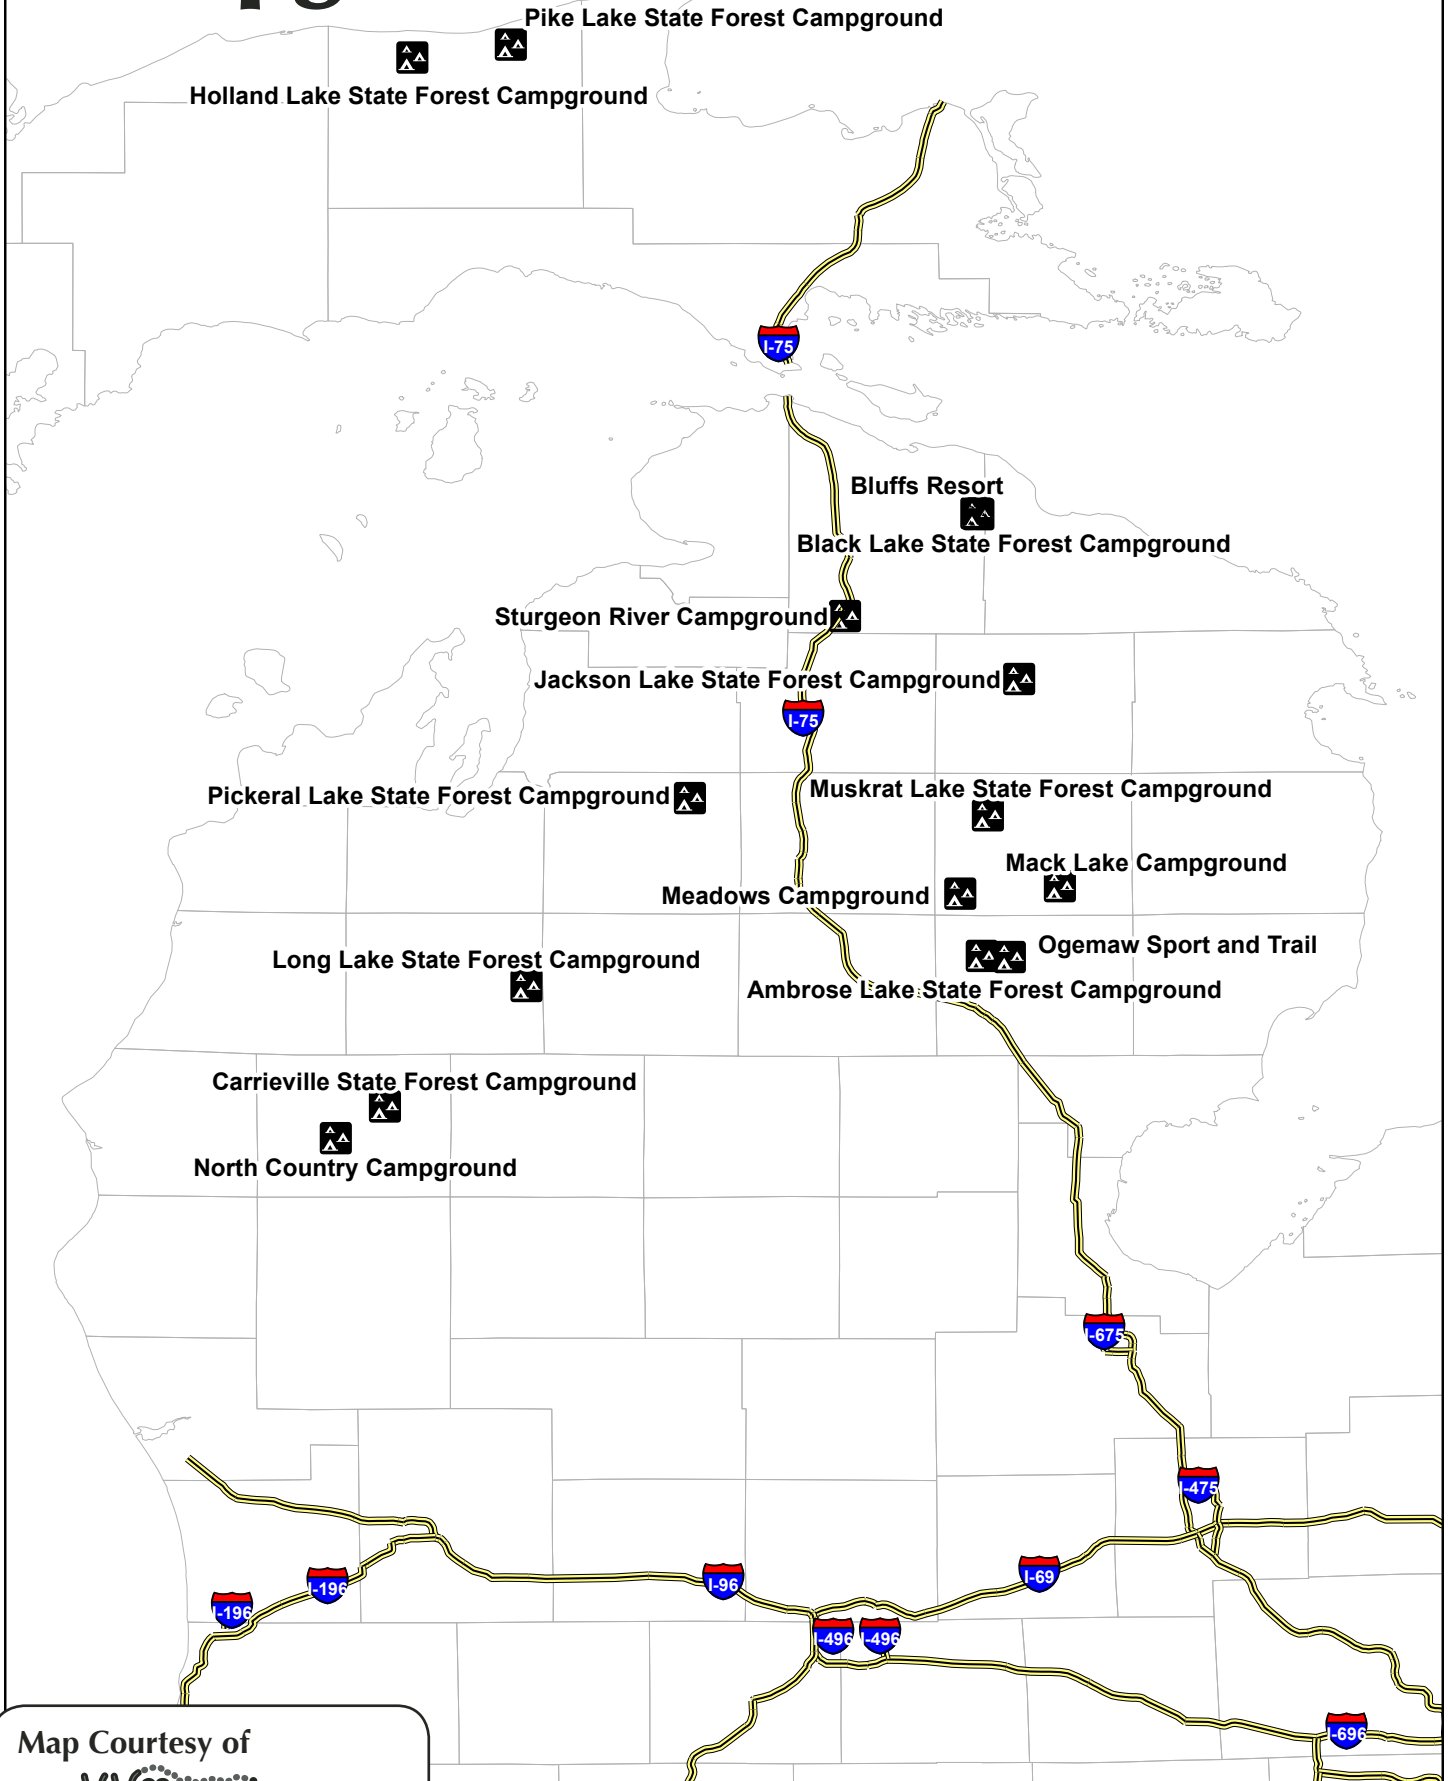 Pike Lake State Forest Campground
Holland Lake State Forest Campground
I-75
Bluffs Resort
Black Lake State Forest Campground
Sturgeon River Campground
Jackson Lake State Forest Campground
I-75
Muskrat Lake State Forest Campground
Pickeral Lake State Forest Campground
Mack Lake Campground
Meadows Campground
Ogemaw Sport and Trail
Long Lake State Forest Campground
Ambrose Lake State Forest Campground
Carrieville State Forest Campground
North Country Campground
I-675
I-475
I-69
I-96
I-196
I-196
I-496
I-496
I-696
Map Courtesy of